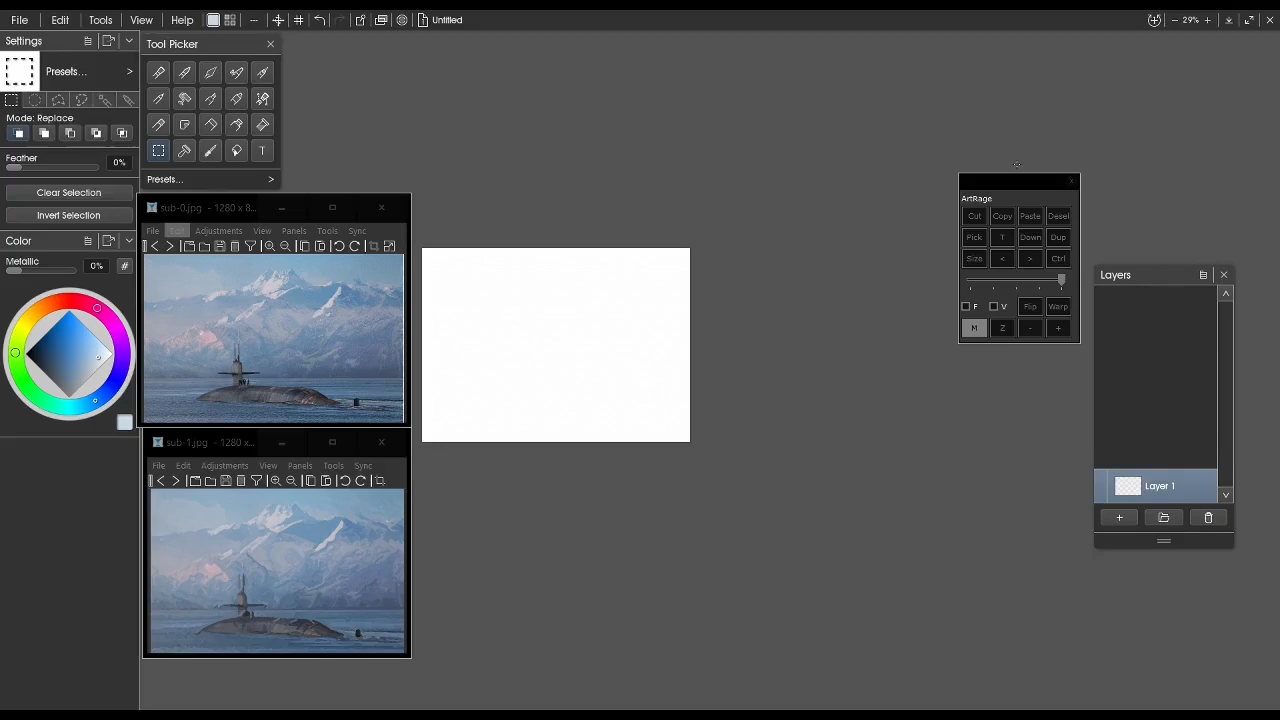 File Edit Tools View Help Untitled 29%
Settings
Presets...
Mode: Replace
Feather
0%
Clear Selection
Invert Selection
Color
Metallic
0% #
Tool Picker
T
Presets...
sub-0.jpg - 1280 x 8...
File Edit Adjustments View Panels Tools Sync
sub-1.jpg - 1280 x...
File Edit Adjustments View Panels Tools Sync
ArtRage
Cut Copy Paste Desel
Pick T Down Dup
Size < > Ctrl
F V Flip Warp
M Z - +
Layers
Layer 1